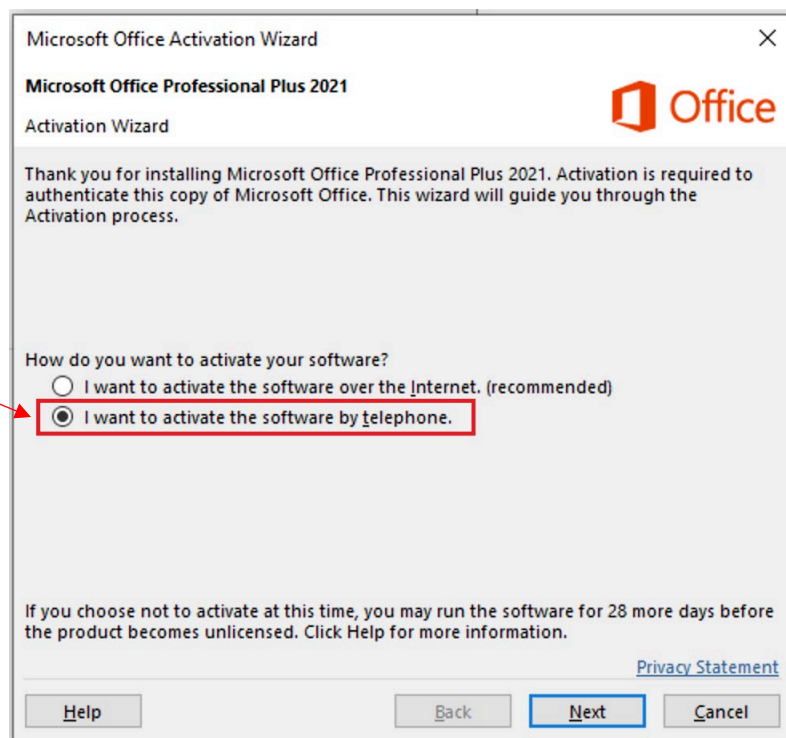 Microsoft Office Activation Wizard
Microsoft Office Professional Plus 2021
Office
Activation Wizard
Thank you for installing Microsoft Office Professional Plus 2021. Activation is required to
authenticate this copy of Microsoft Office. This wizard will guide you through the
Activation process.
How do you want to activate your software?
I want to activate the software over the Internet. (recommended)
I want to activate the software by telephone.
If you choose not to activate at this time, you may run the software for 28 more days before
the product becomes unlicensed. Click Help for more information.
Privacy Statement
Help Back Next Cancel